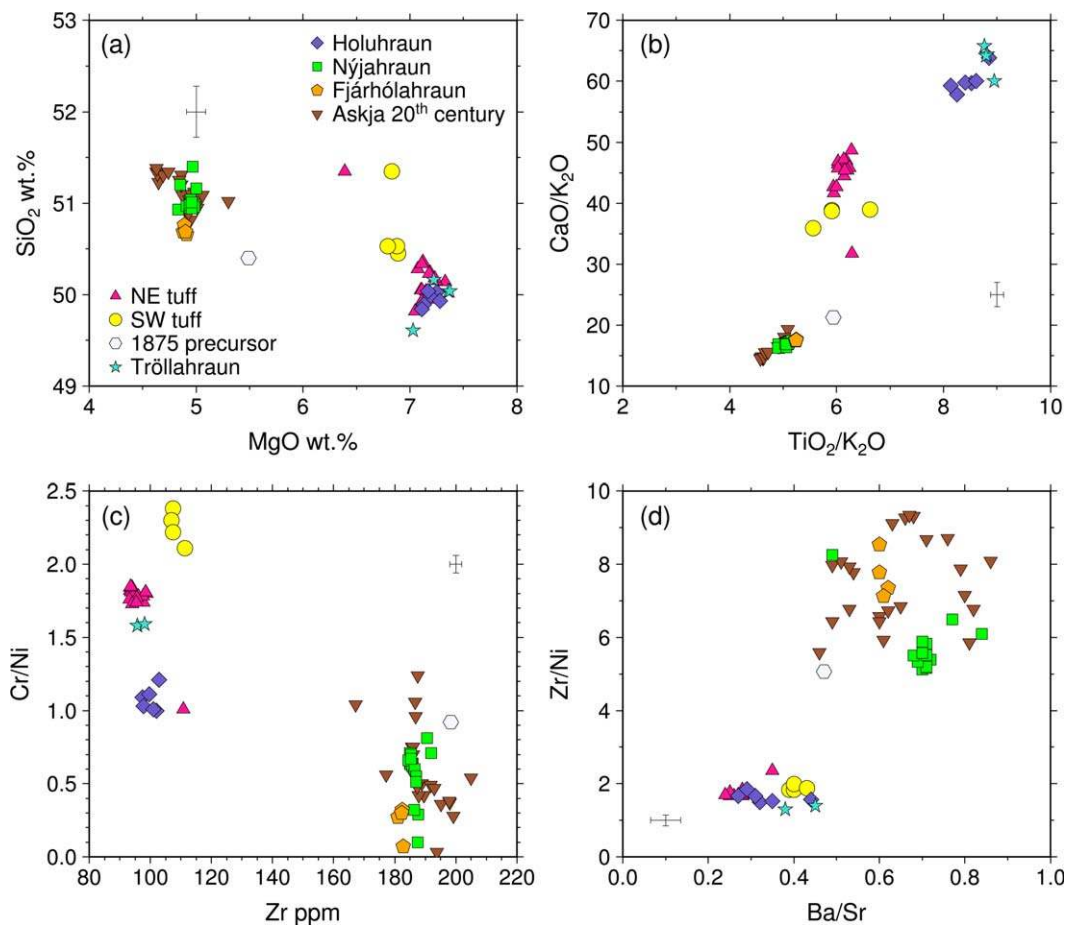 (a)
Holuhraun
Nýjahraun
Fjárhólahraun
Askja 20th century
NE tuff
SW tuff
1875 precursor
Tröllahraun
53
52
51
50
49
SiO2 wt.%
4 5 6 7 8
MgO wt.%
(b)
70
60
50
40
30
20
10
CaO/K2O
2 4 6 8 10
TiO2/K2O
(c)
2.5
2.0
1.5
1.0
0.5
0.0
Cr/Ni
80 100 120 140 160 180 200 220
Zr ppm
(d)
10
8
6
4
2
0
Zr/Ni
0.0 0.2 0.4 0.6 0.8 1.0
Ba/Sr